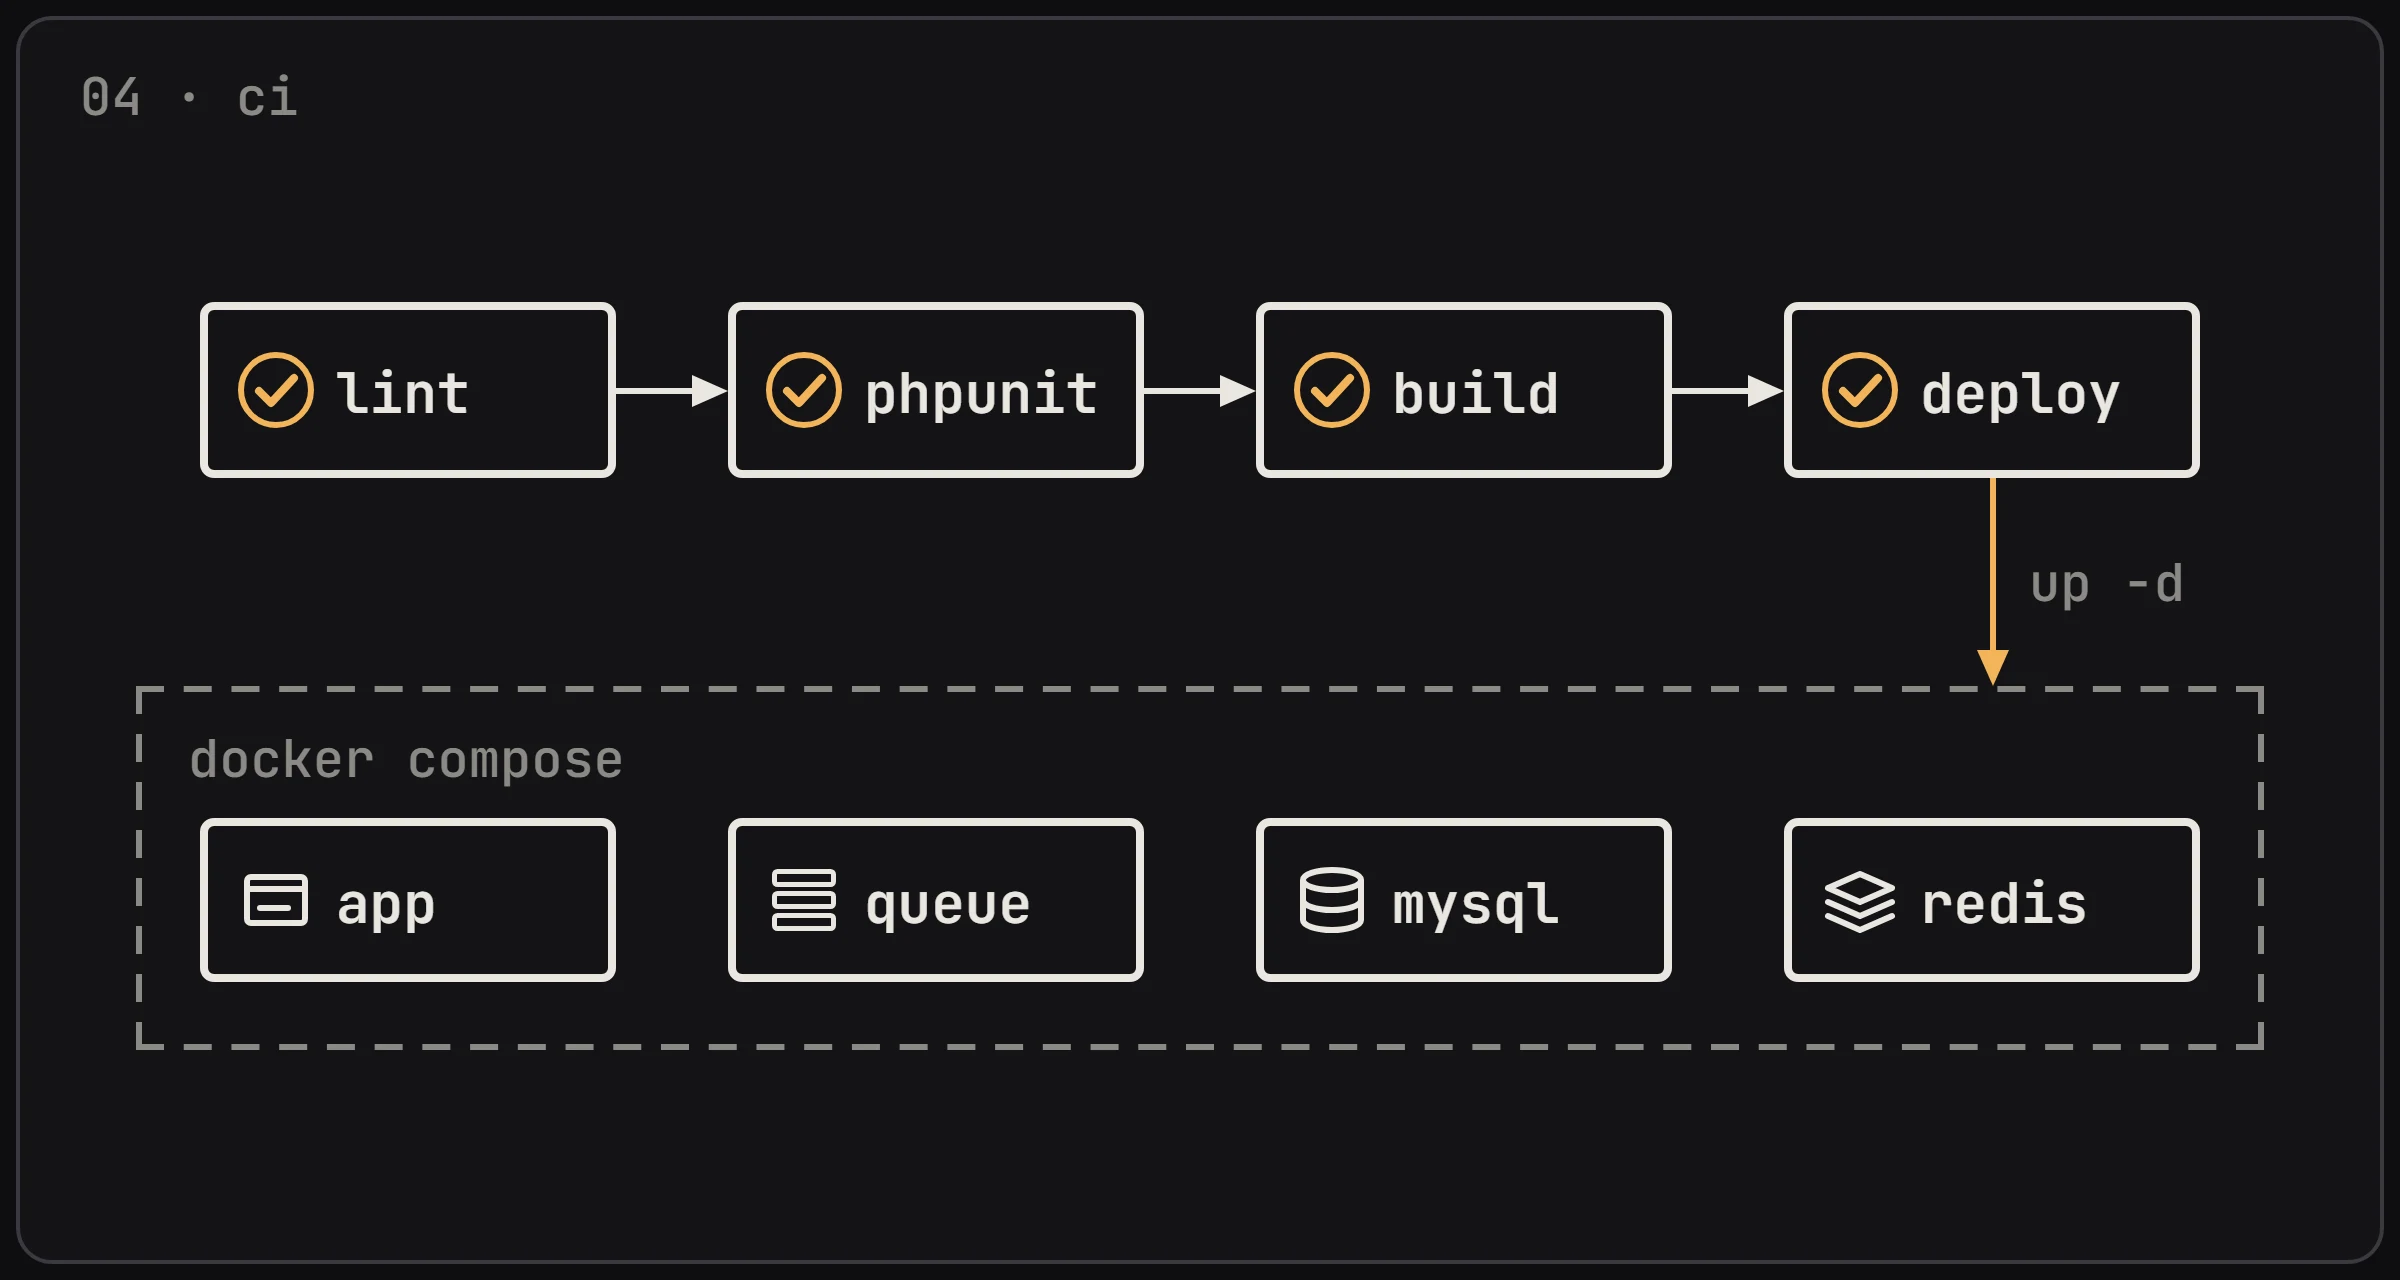 04 · ci
lint
phpunit
build
deploy
up -d
docker compose
app
queue
mysql
redis